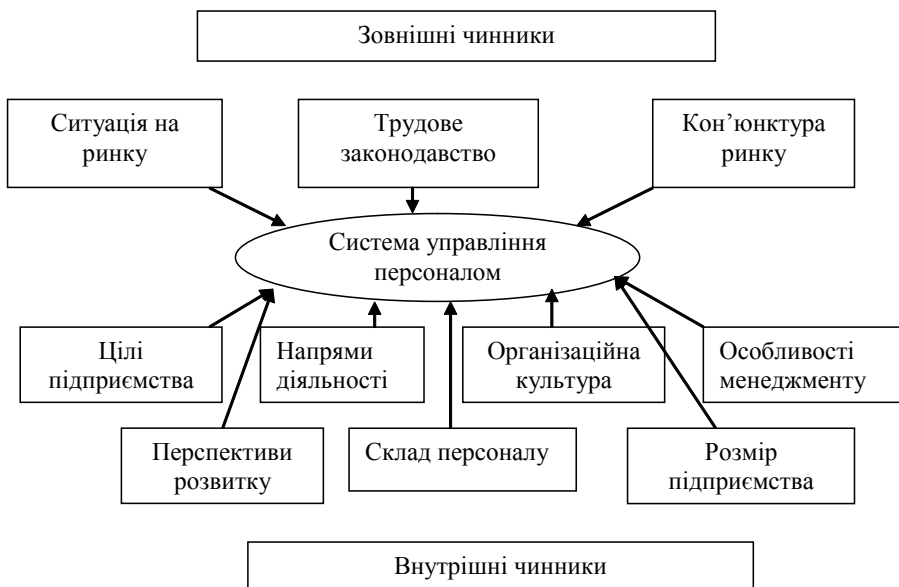 Зовнішні чинники
Ситуація на
ринку
Трудове
законодавство
Кон’юнктура
ринку
Система управління
персоналом
Цілі
підприємства
Напрями
діяльності
Організаційна
культура
Особливості
менеджменту
Перспективи
розвитку
Склад персоналу
Розмір
підприємства
Внутрішні чинники